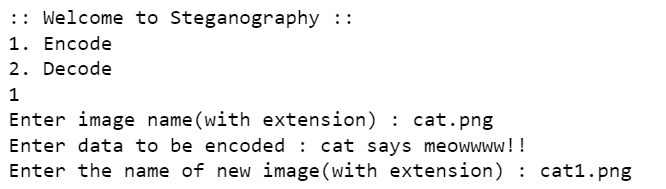 :: Welcome to Steganography ::
1. Encode
2. Decode
1
Enter image name(with extension) : cat.png
Enter data to be encoded : cat says meowwww!!
Enter the name of new image(with extension) : cat1.png